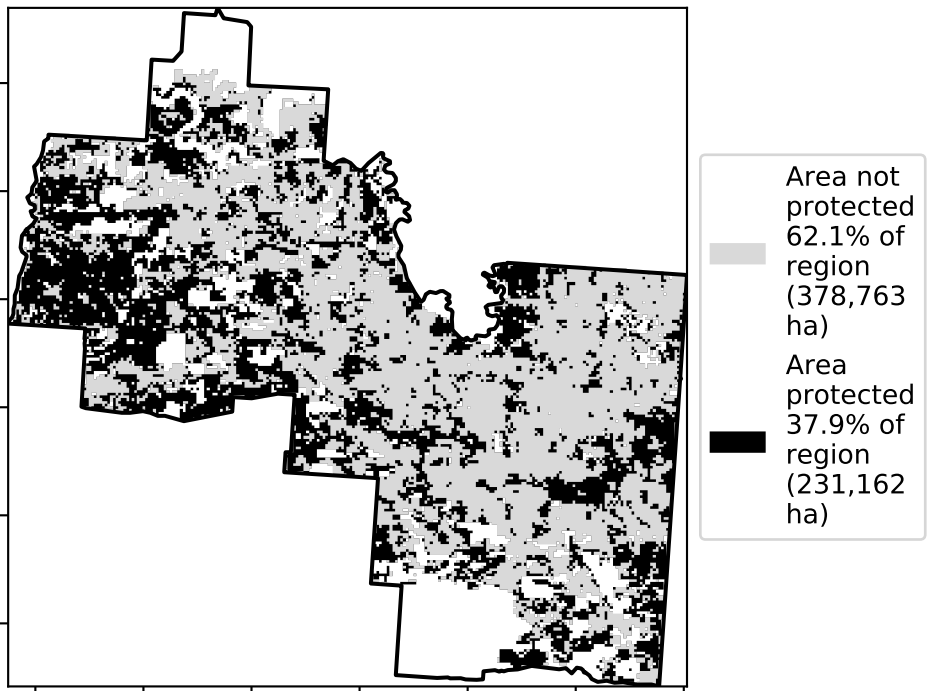 Area not
protected
62.1% of
region
(378,763
ha)
Area
protected
37.9% of
region
(231,162
ha)